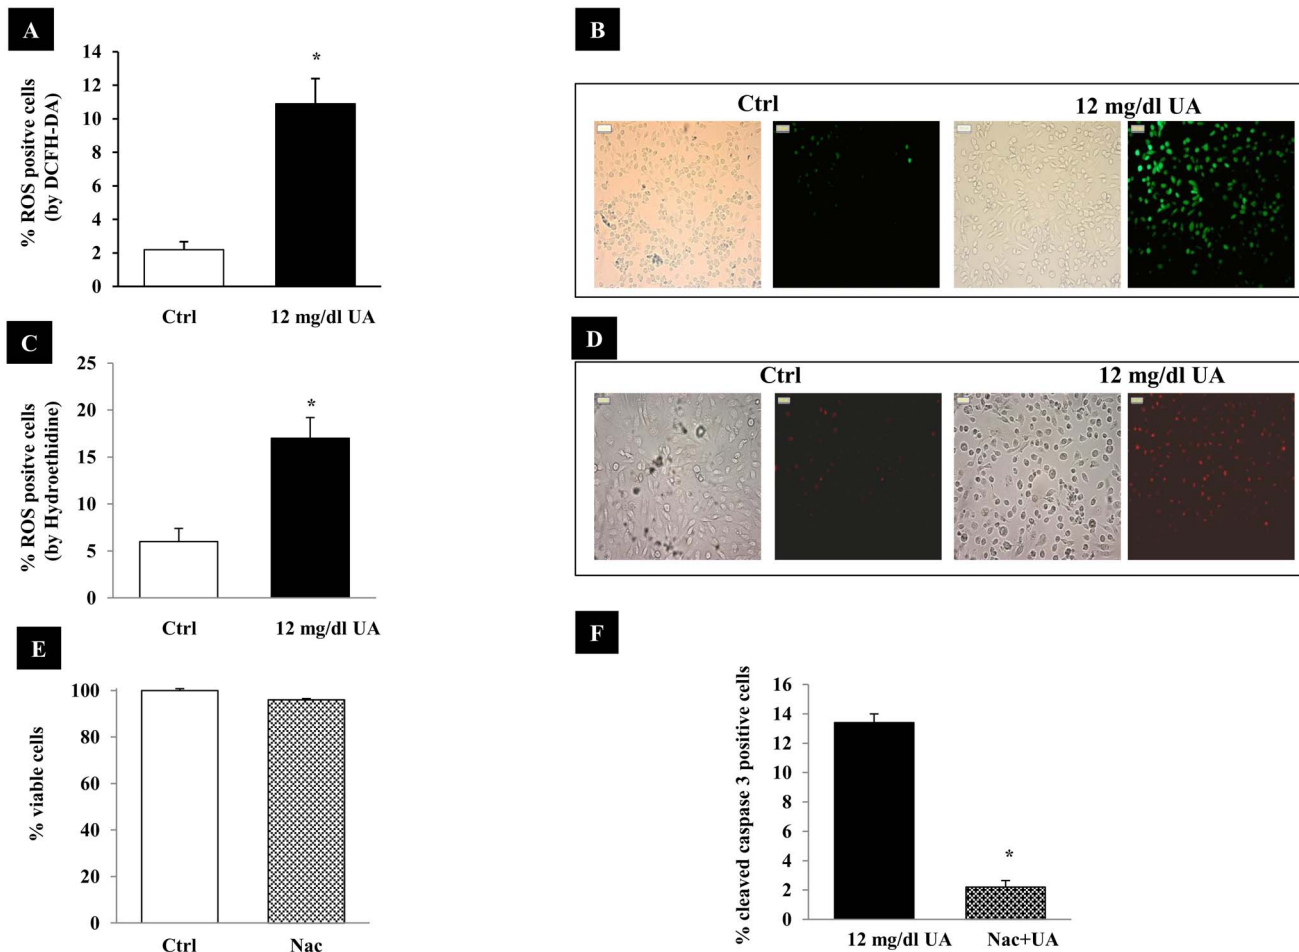 A
% ROS positive cells
(by DCFH-DA)
14
12
10
8
6
4
2
0
*
Ctrl
12 mg/dl UA
B
Ctrl
12 mg/dl UA
C
% ROS positve cells
(by Hydroethidine)
25
20
15
10
5
0
*
Ctrl
12 mg/dl UA
D
Ctrl
12 mg/dl UA
E
% viable cells
100
80
60
40
20
0
Ctrl
Nac
F
% cleaved caspase 3 positive cells
16
14
12
10
8
6
4
2
0
*
12 mg/dl UA
Nac+UA